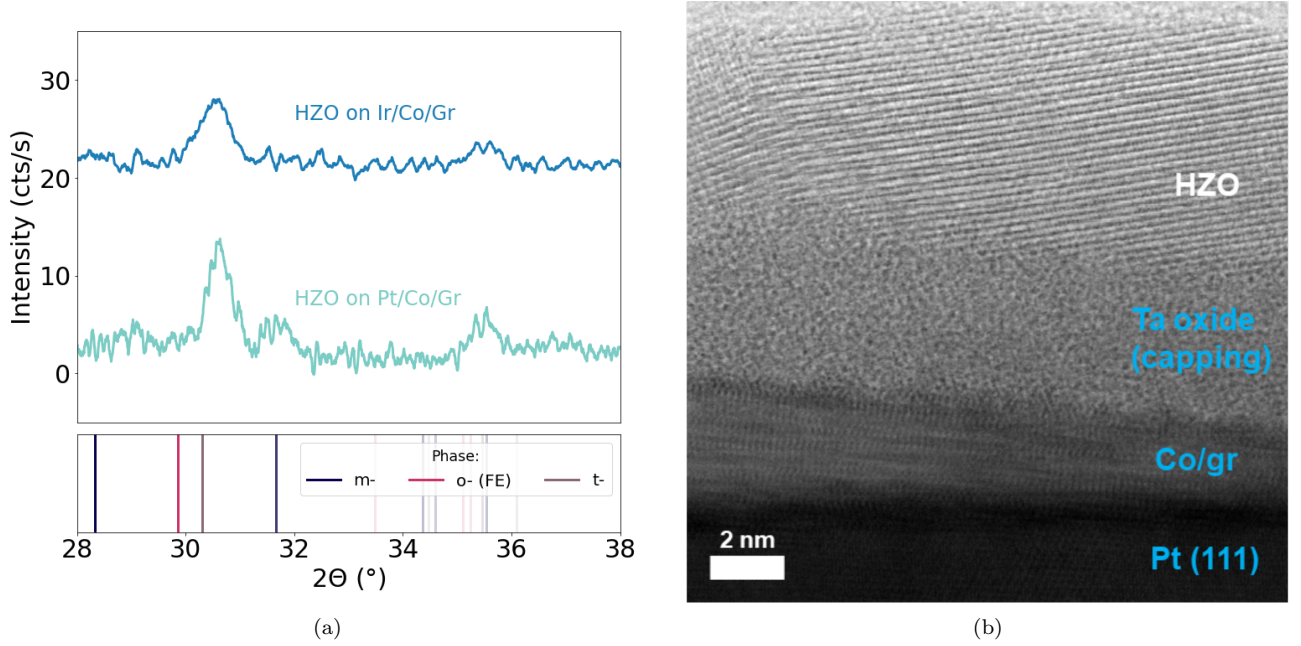 30
20
10
0
Intensity (cts/s)
HZO on Ir/Co/Gr
HZO on Pt/Co/Gr
Phase:
m-
o- (FE)
t-
28
30
32
34
36
38
2Θ (°)
(a)
HZO
Ta oxide
(capping)
Co/gr
2 nm
Pt (111)
(b)